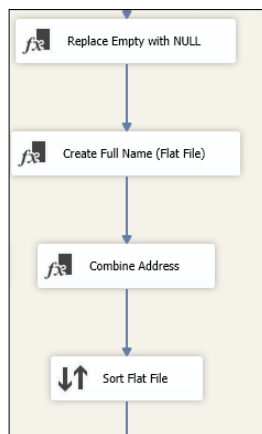 Replace Empty with NULL
Create Full Name (Flat File)
Combine Address
Sort Flat File